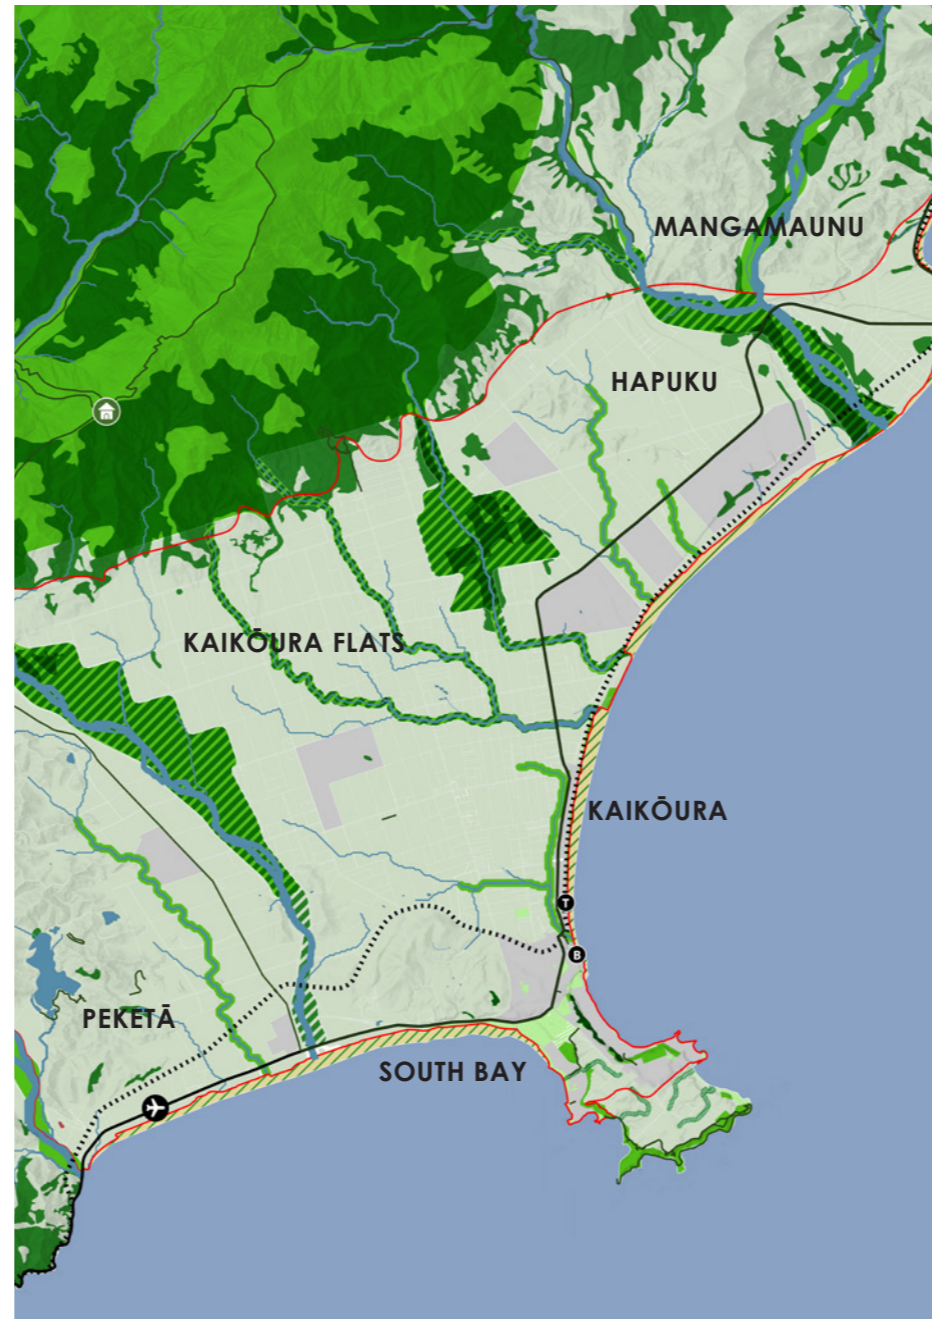 MANGAMAUNU
HAPUKU
KAIKŌURA FLATS
KAIKŌURA
T
B
PEKETĀ
SOUTH BAY